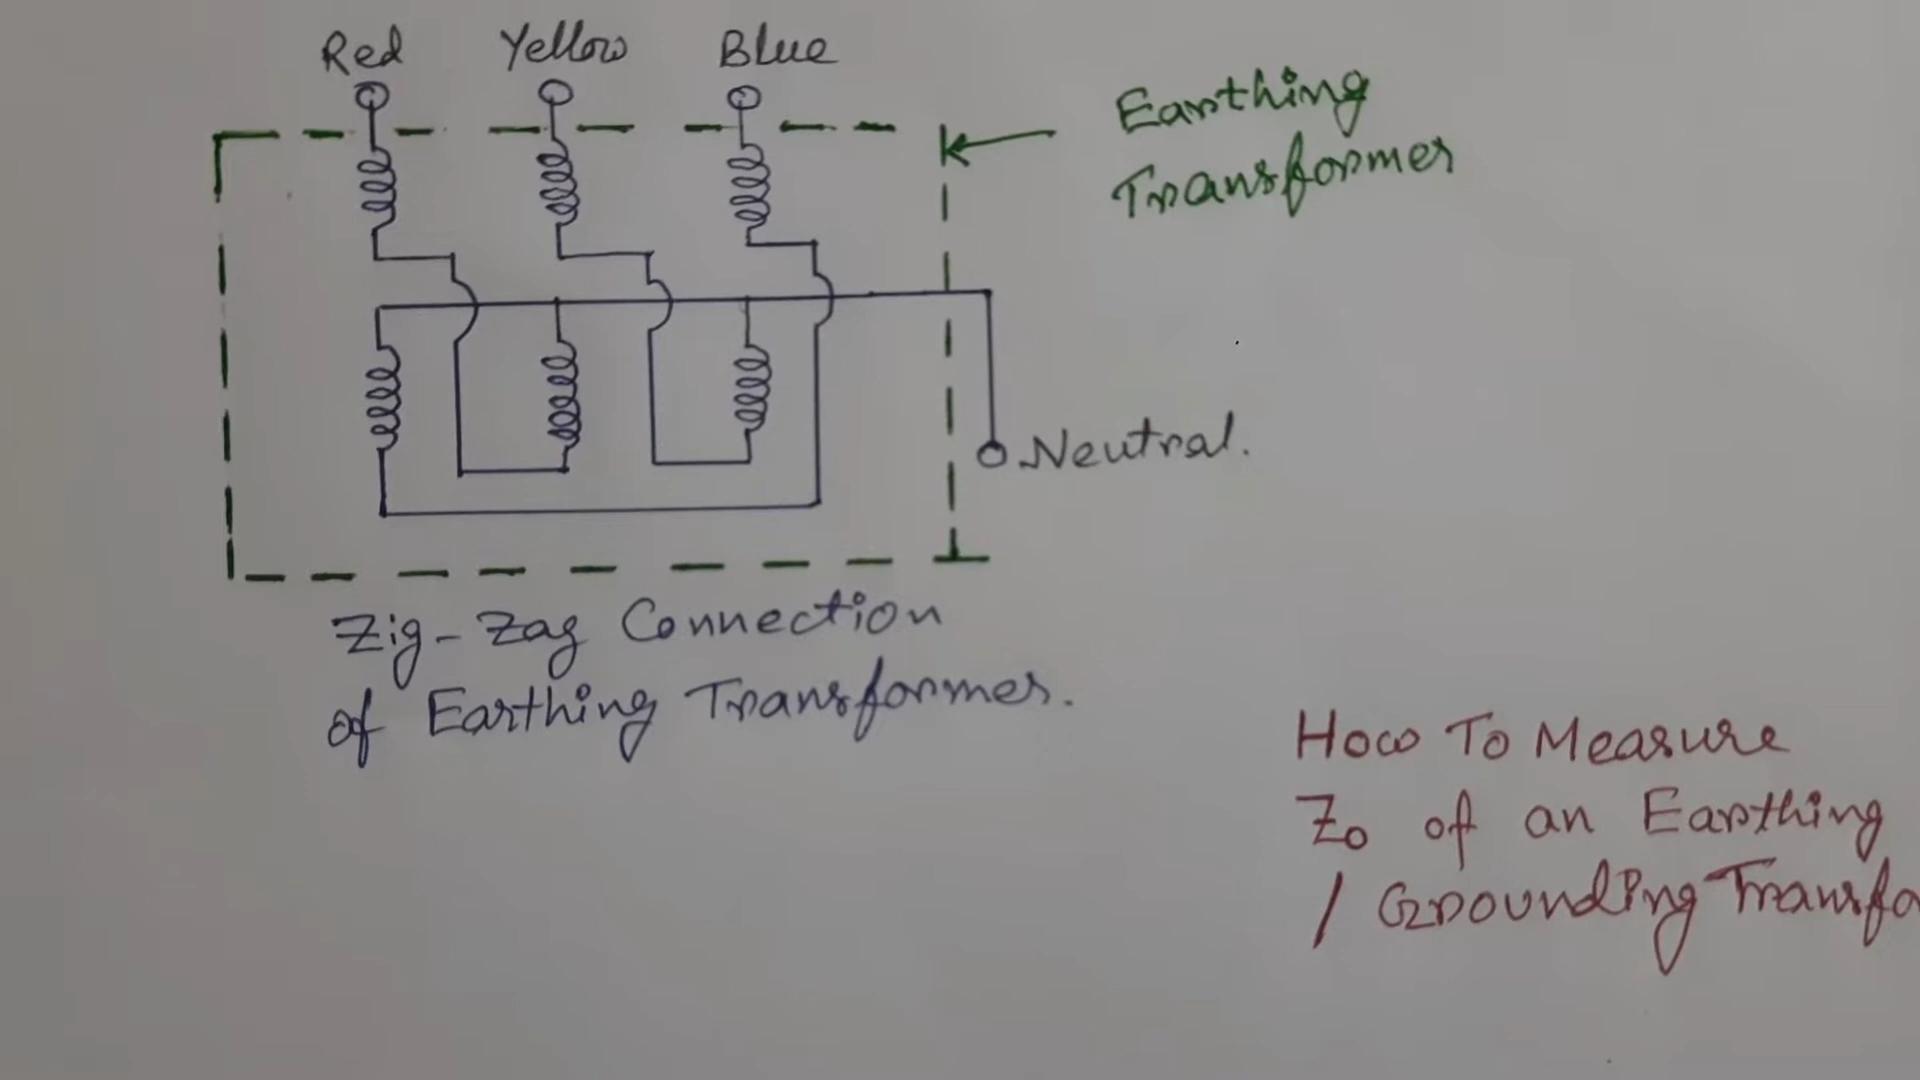 Red Yellow Blue
Earthing
Transformer
Neutral.
Zig-Zag Connection
of Earthing Transformer.
How To Measure
Zo of an Earthing
/ Grounding Transfo